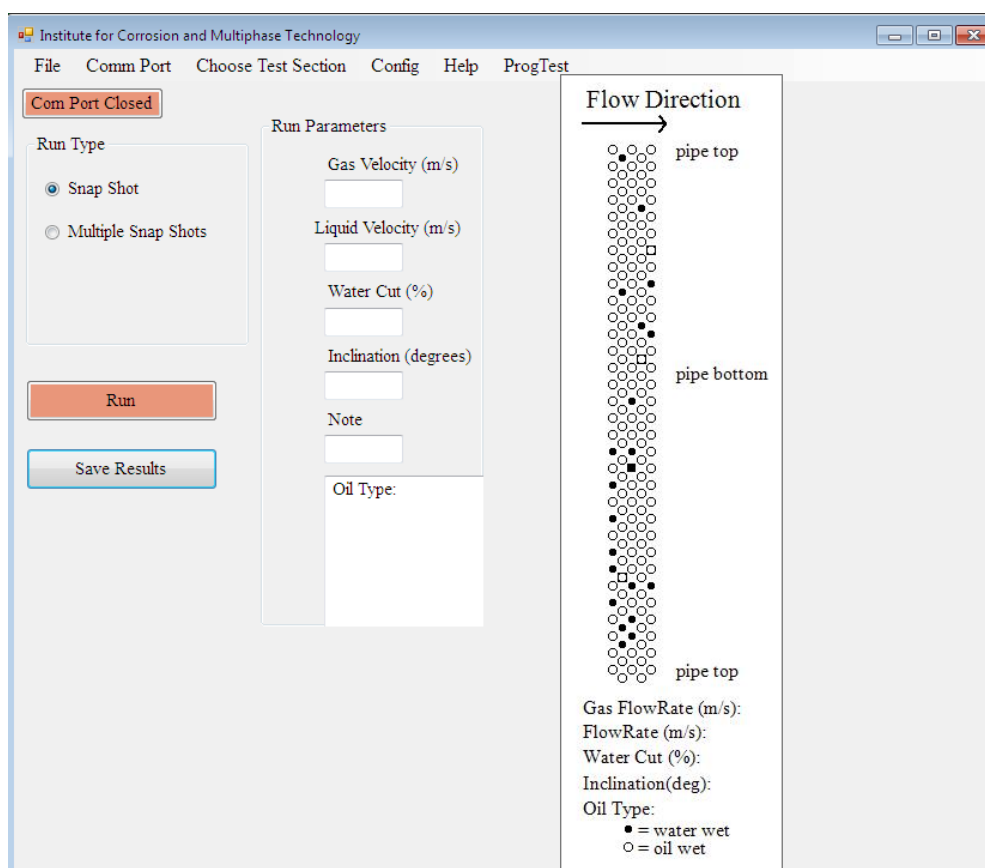 Institute for Corrosion and Multiphase Technology
File Comm Port Choose Test Section Config Help ProgTest
Com Port Closed
Run Type
Snap Shot
Multiple Snap Shots
Run
Save Results
Run Parameters
Gas Velocity (m/s)
Liquid Velocity (m/s)
Water Cut (%)
Inclination (degrees)
Note
Oil Type:
Flow Direction
pipe top
pipe bottom
pipe top
Gas FlowRate (m/s):
FlowRate (m/s):
Water Cut (%):
Inclination(deg):
Oil Type:
= water wet
= oil wet